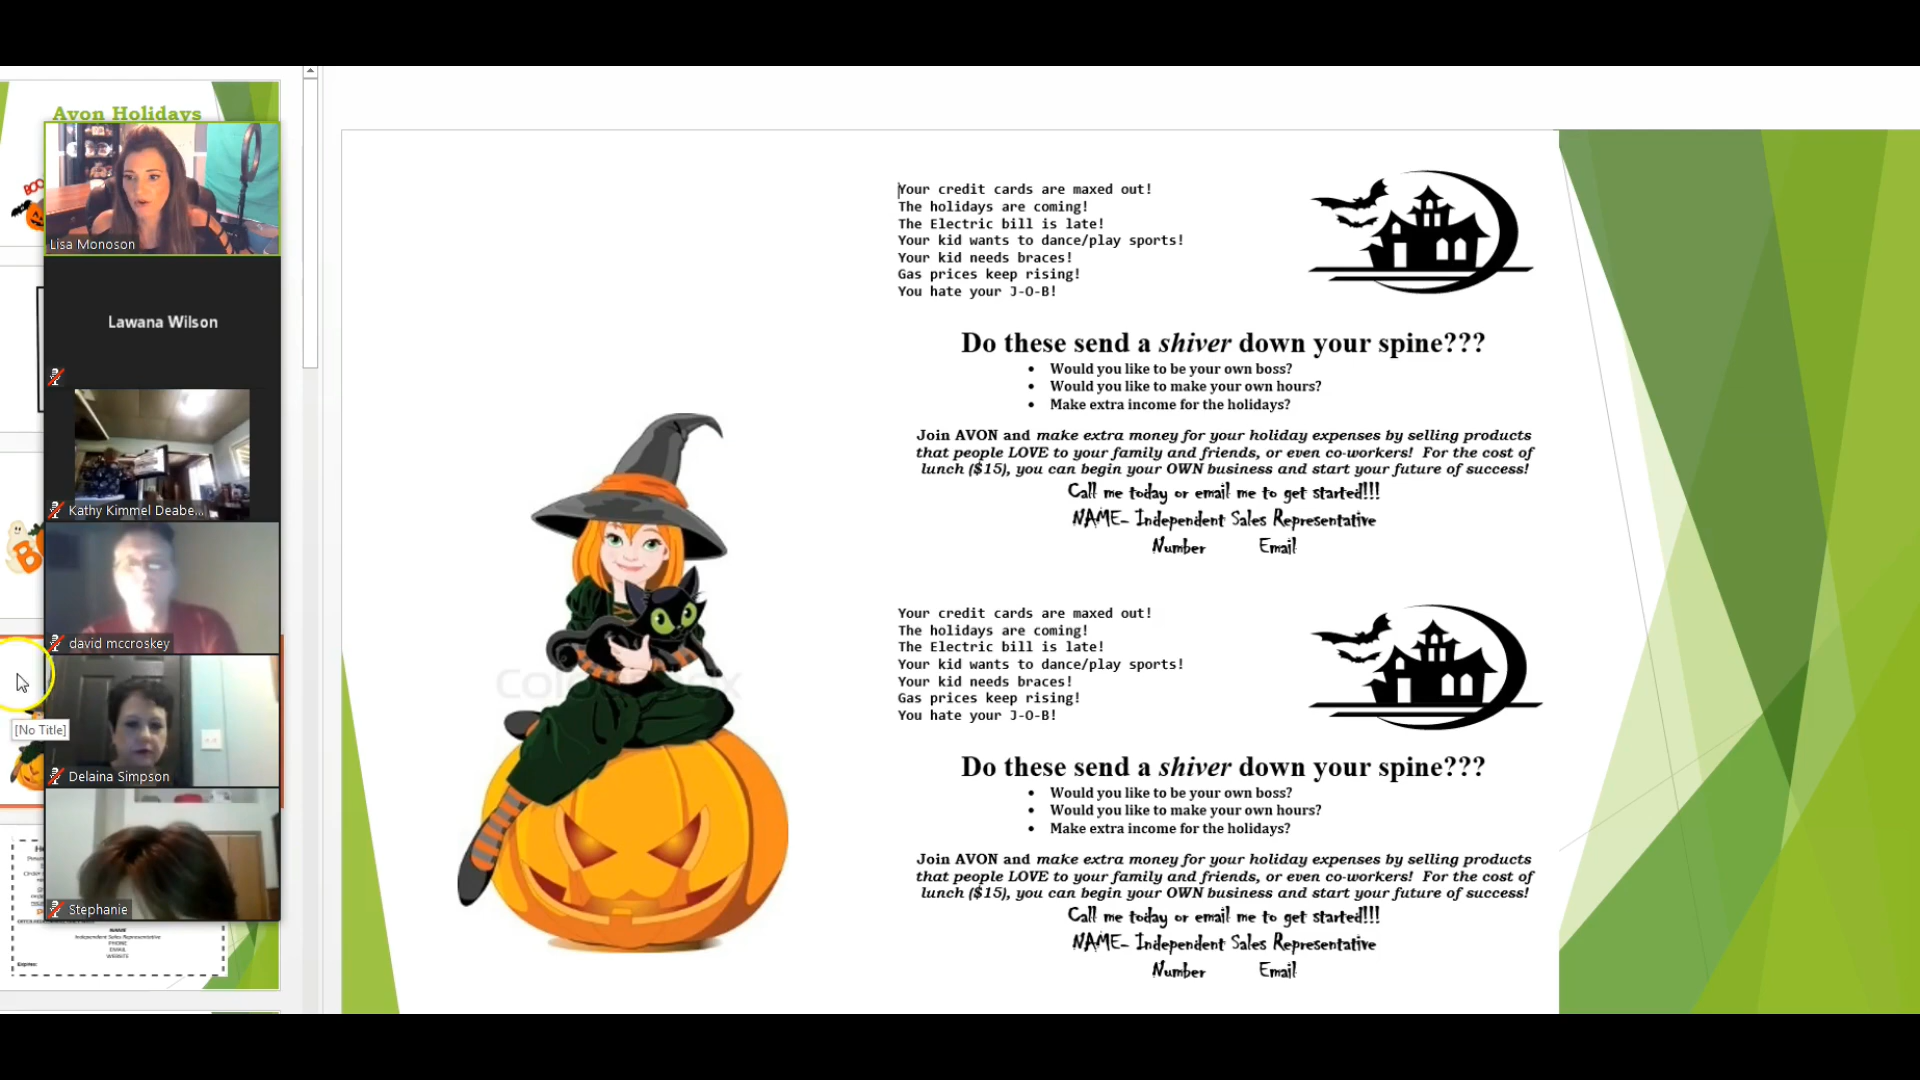 Avon Holidays
BOO
Lisa Monoson
Lawana Wilson
Kathy Kimmel Deabe...
david mccroskey
[No Title]
Delaina Simpson
Stephanie
NAME
Independent Sales Representative
PHONE
EMAIL
WEBSITE
Expires:
Your credit cards are maxed out!
The holidays are coming!
The Electric bill is late!
Your kid wants to dance/play sports!
Your kid needs braces!
Gas prices keep rising!
You hate your J-O-B!
Do these send a shiver down your spine???
• Would you like to be your own boss?
• Would you like to make your own hours?
• Make extra income for the holidays?
Join AVON and make extra money for your holiday expenses by selling products
that people LOVE to your family and friends, or even co-workers! For the cost of
lunch ($15), you can begin your OWN business and start your future of success!
Call me today or email me to get started!!!
NAME- Independent Sales Representative
Number Email
Your credit cards are maxed out!
The holidays are coming!
The Electric bill is late!
Your kid wants to dance/play sports!
Your kid needs braces!
Gas prices keep rising!
You hate your J-O-B!
Do these send a shiver down your spine???
• Would you like to be your own boss?
• Would you like to make your own hours?
• Make extra income for the holidays?
Join AVON and make extra money for your holiday expenses by selling products
that people LOVE to your family and friends, or even co-workers! For the cost of
lunch ($15), you can begin your OWN business and start your future of success!
Call me today or email me to get started!!!
NAME- Independent Sales Representative
Number Email